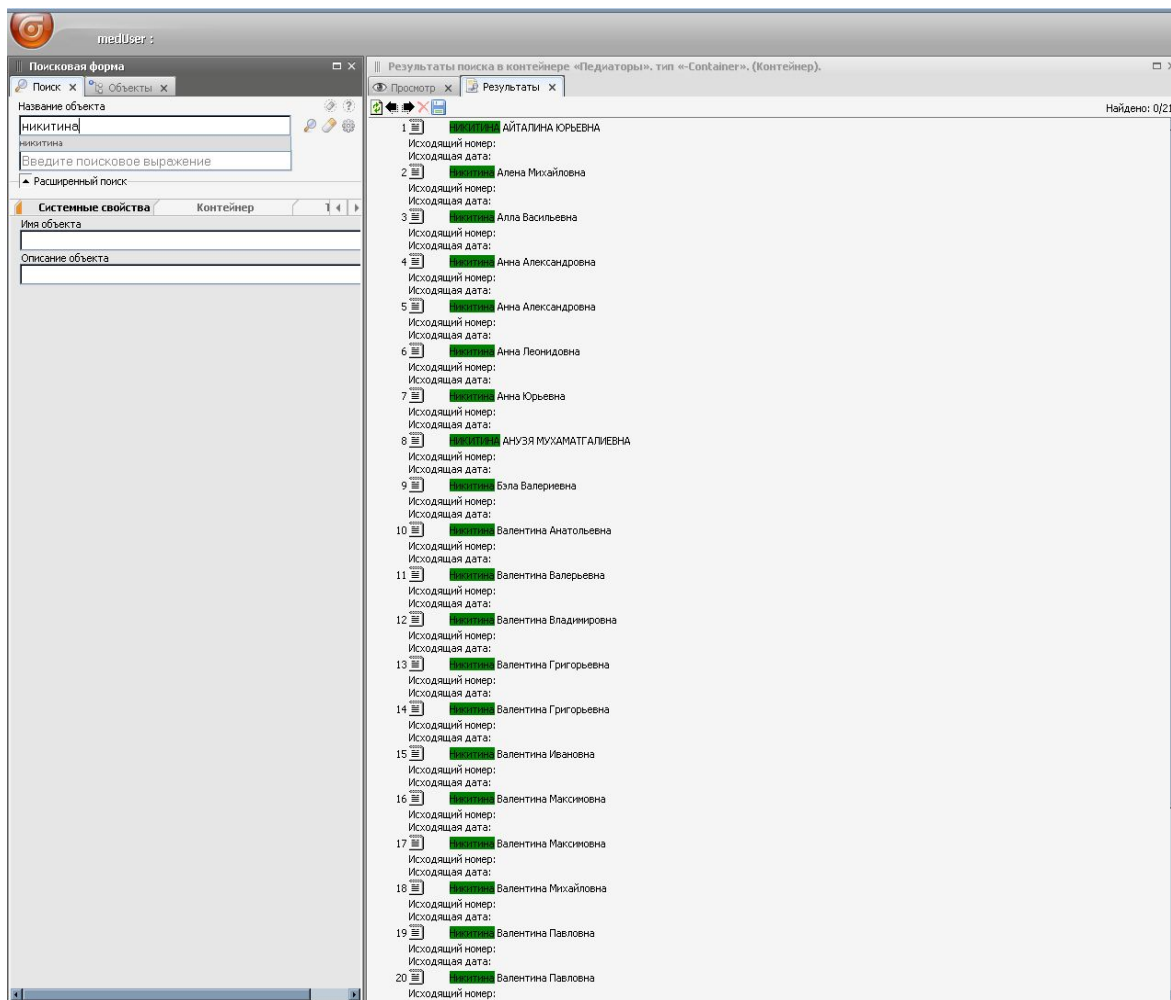 medUser :
Поисковая форма
Поиск
Объекты
Название объекта
никитина
никитина
Введите поисковое выражение
Расширенный поиск
Системные свойства Контейнер
Имя объекта
Описание объекта
Результаты поиска в контейнере «Педиаторы». тип «-Container». (Контейнер).
Просмотр
Результаты
Найдено: 0/21
1 НИКИТИНА АЙТАЛИНА ЮРЬЕВНА
Исходящий номер:
Исходящая дата:
2 Никитина Алена Михайловна
Исходящий номер:
Исходящая дата:
3 Никитина Алла Васильевна
Исходящий номер:
Исходящая дата:
4 Никитина Анна Александровна
Исходящий номер:
Исходящая дата:
5 Никитина Анна Александровна
Исходящий номер:
Исходящая дата:
6 Никитина Анна Леонидовна
Исходящий номер:
Исходящая дата:
7 Никитина Анна Юрьевна
Исходящий номер:
Исходящая дата:
8 НИКИТИНА АНУЗЯ МУХАМАТГАЛИЕВНА
Исходящий номер:
Исходящая дата:
9 Никитина Бэла Валериевна
Исходящий номер:
Исходящая дата:
10 Никитина Валентина Анатольевна
Исходящий номер:
Исходящая дата:
11 Никитина Валентина Валерьевна
Исходящий номер:
Исходящая дата:
12 Никитина Валентина Владимировна
Исходящий номер:
Исходящая дата:
13 Никитина Валентина Григорьевна
Исходящий номер:
Исходящая дата:
14 Никитина Валентина Григорьевна
Исходящий номер:
Исходящая дата:
15 Никитина Валентина Ивановна
Исходящий номер:
Исходящая дата:
16 Никитина Валентина Максимовна
Исходящий номер:
Исходящая дата:
17 Никитина Валентина Максимовна
Исходящий номер:
Исходящая дата:
18 Никитина Валентина Михайловна
Исходящий номер:
Исходящая дата:
19 Никитина Валентина Павловна
Исходящий номер:
Исходящая дата:
20 Никитина Валентина Павловна
Исходящий номер: